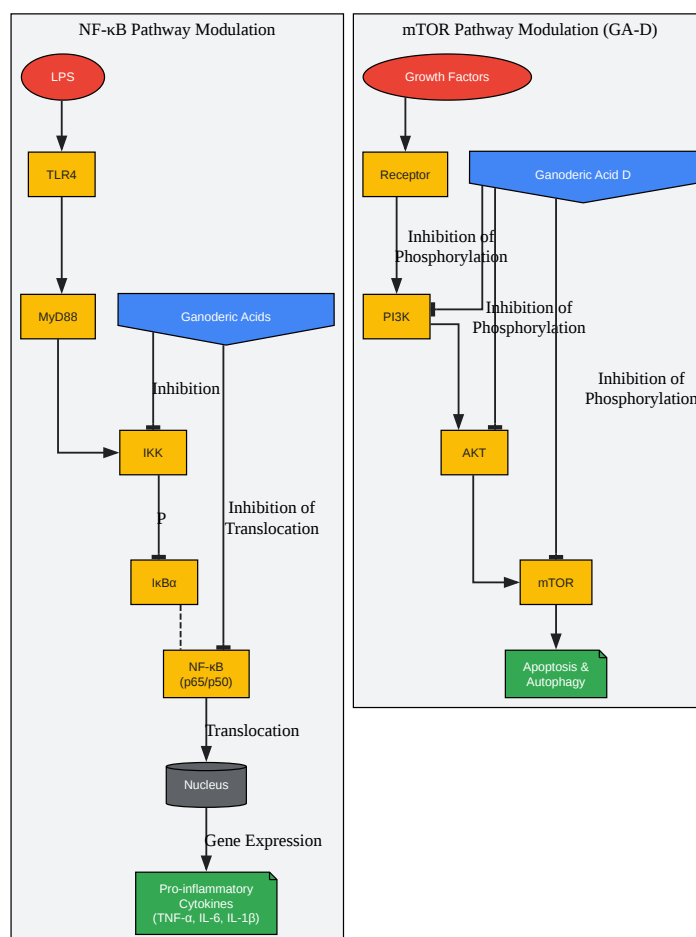 NF-κB Pathway Modulation
LPS
TLR4
MyD88
Ganoderic Acids
Inhibition
IKK
P
Inhibition of
Translocation
IκBα
NF-κB
(p65/p50)
Translocation
Nucleus
Gene Expression
Pro-inflammatory
Cytokines
(TNF-α, IL-6, IL-1β)
mTOR Pathway Modulation (GA-D)
Growth Factors
Receptor
Ganoderic Acid D
Inhibition of
Phosphorylation
PI3K
Inhibition of
Phosphorylation
Inhibition of
Phosphorylation
AKT
mTOR
Apoptosis &
Autophagy